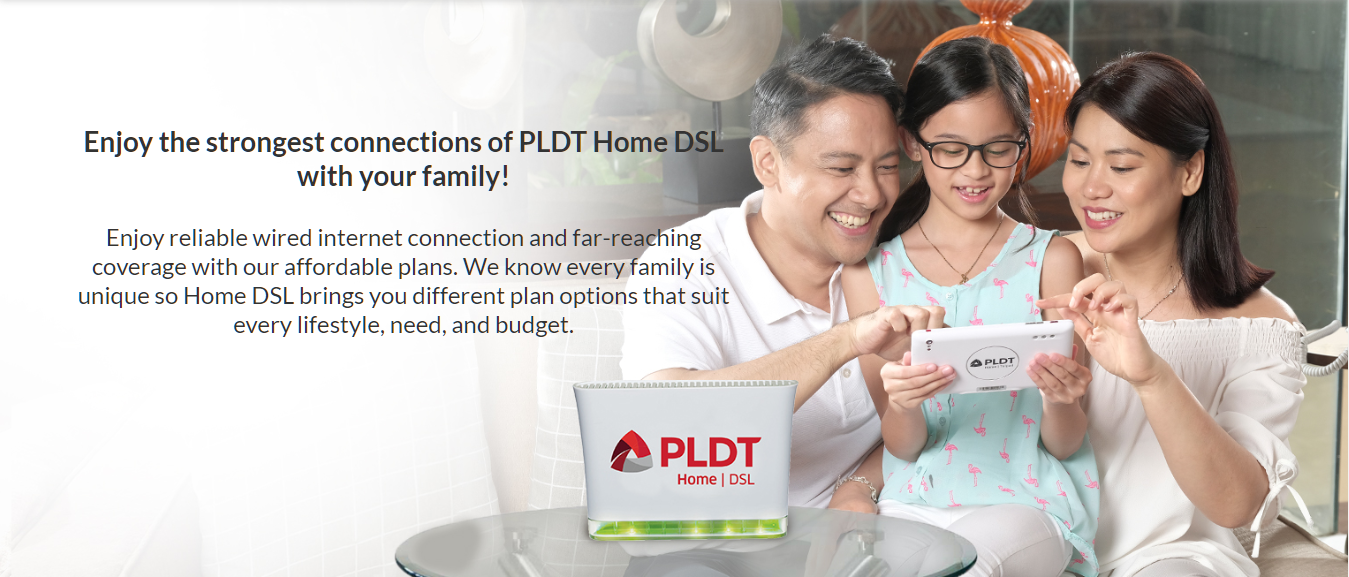 Enjoy the strongest connections of PLDT Home DSL
with your family!
Enjoy reliable wired internet connection and far-reaching
coverage with our affordable plans. We know every family is
unique so Home DSL brings you different plan options that suit
every lifestyle, need, and budget.
PLDT
PLDT
Home | DSL